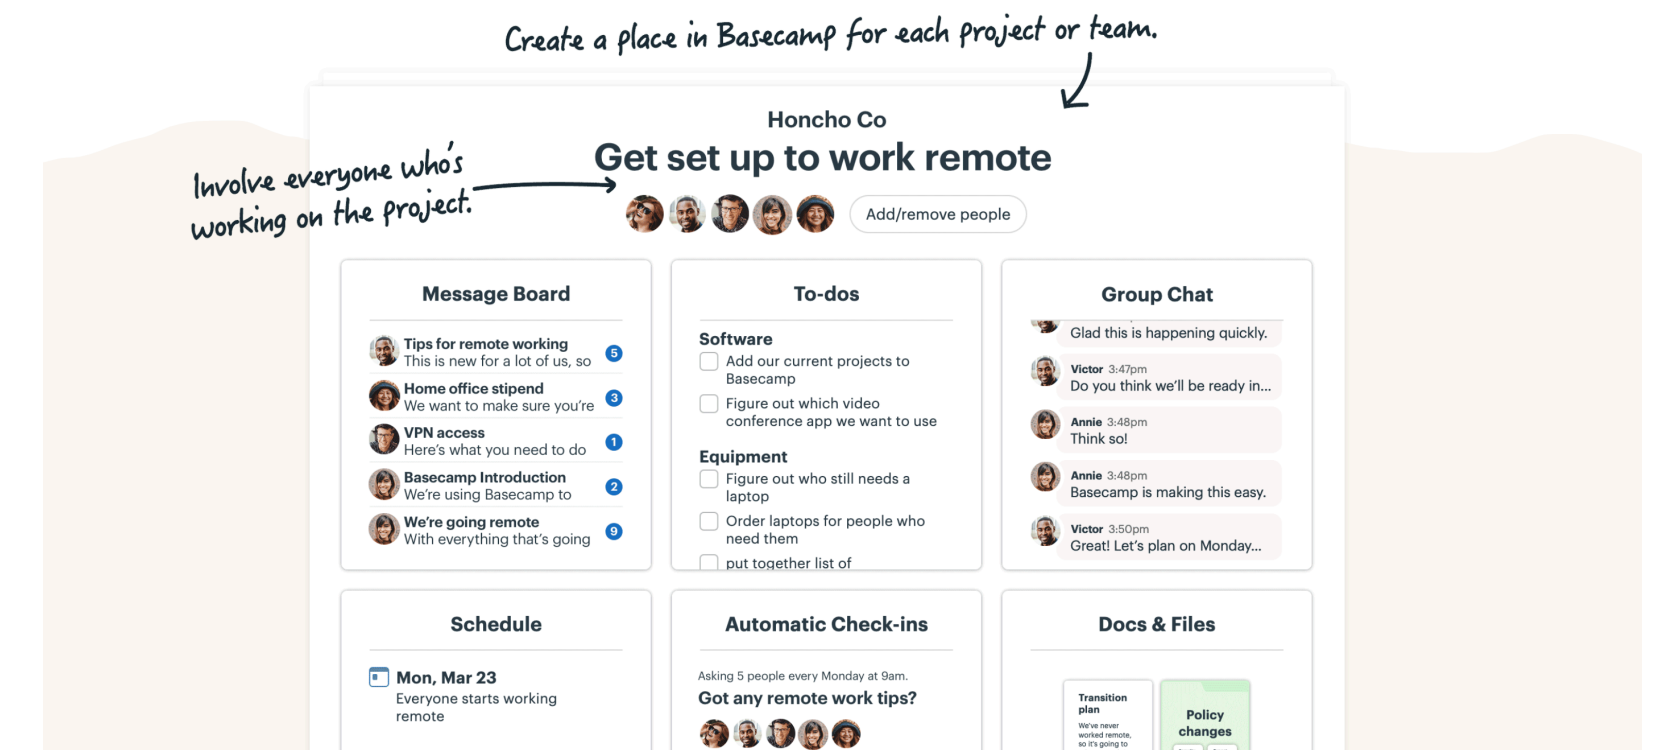 Create a place in Basecamp for each project or team.
Honcho Co
Get set up to work remote
Involve everyone who's
working on the project.
Add/remove people
Message Board
Tips for remote working
This is new for a lot of us, so
5
Home office stipend
We want to make sure you're
3
VPN access
Here's what you need to do
1
Basecamp Introduction
We're using Basecamp to
2
We're going remote
With everything that's going
9
To-dos
Software
Add our current projects to
Basecamp
Figure out which video
conference app we want to use
Equipment
Figure out who still needs a
laptop
Order laptops for people who
need them
put together list of
Group Chat
Glad this is happening quickly.
Victor 3:47pm
Do you think we'll be ready in...
Annie 3:48pm
Think so!
Annie 3:48pm
Basecamp is making this easy.
Victor 3:50pm
Great! Let's plan on Monday...
Schedule
Mon, Mar 23
Everyone starts working
remote
Automatic Check-ins
Asking 5 people every Monday at 9am.
Got any remote work tips?
Docs & Files
Transition
plan
We've never
worked remote,
so it's going to
Policy
changes